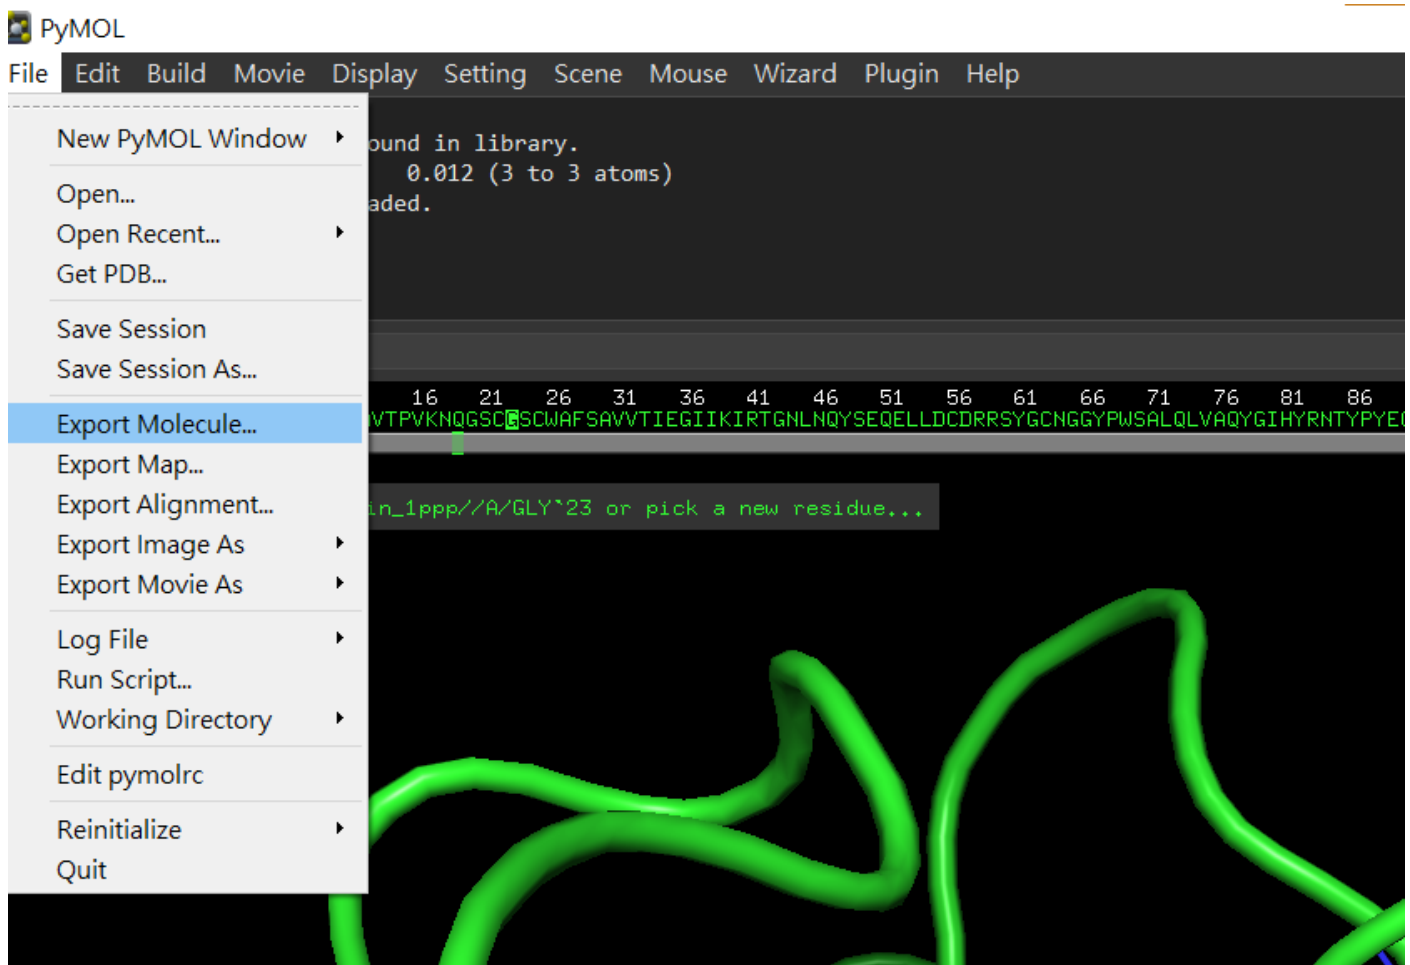 PyMOL
File Edit Build Movie Display Setting Scene Mouse Wizard Plugin Help
New PyMOL Window
Open...
Open Recent...
Get PDB...
Save Session
Save Session As...
Export Molecule...
Export Map...
Export Alignment...
Export Image As
Export Movie As
Log File
Run Script...
Working Directory
Edit pymolrc
Reinitialize
Quit
ound in library.
0.012 (3 to 3 atoms)
aded.
16 21 26 31 36 41 46 51 56 61 66 71 76 81 86
VTPVKNQGSCGSCWAFSAVVTIEGIIKIRTGNLNQYSEQELLDCDRRSYGCNGGYPWSALQLVAQYGIHYRNTYPYE
in_1ppp//A/GLY`23 or pick a new residue...